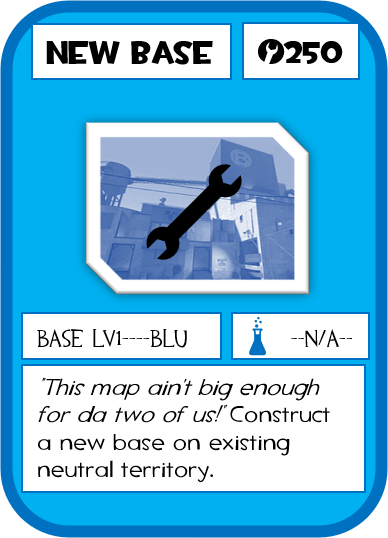 NEW BASE
250
BASE LV1----BLU
--N/A--
"This map ain't big enough
for da two of us!" Construct
a new base on existing
neutral territory.